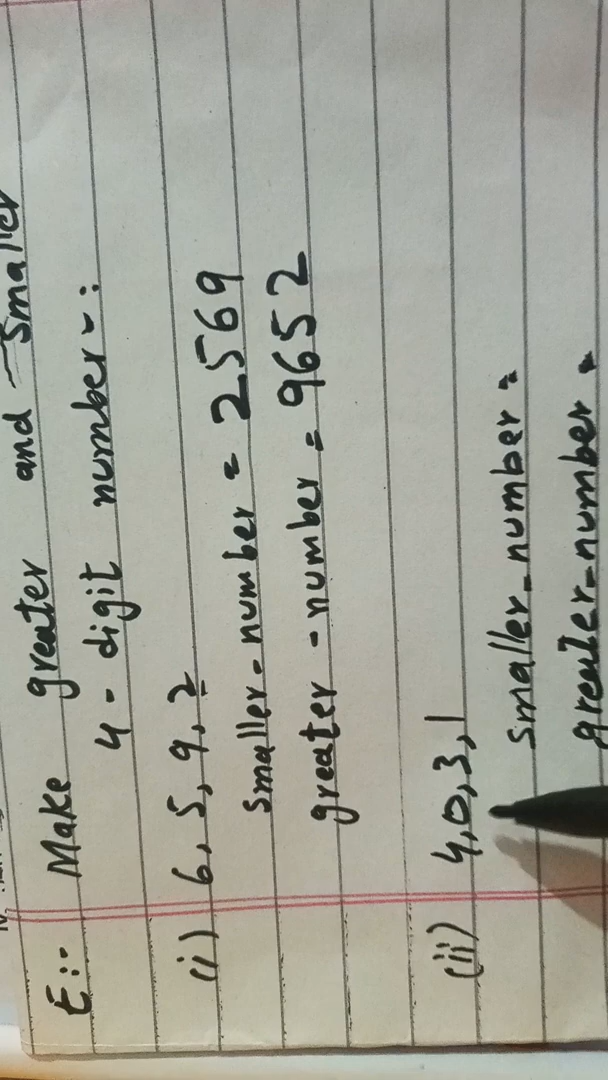 E:- Make greater and smaller
4 - digit number -:
(i) 6, 5, 9, 2
smaller - number = 2569
greater - number = 9652
(ii) 4, 0, 3, 1
smaller - number =
greater - number =